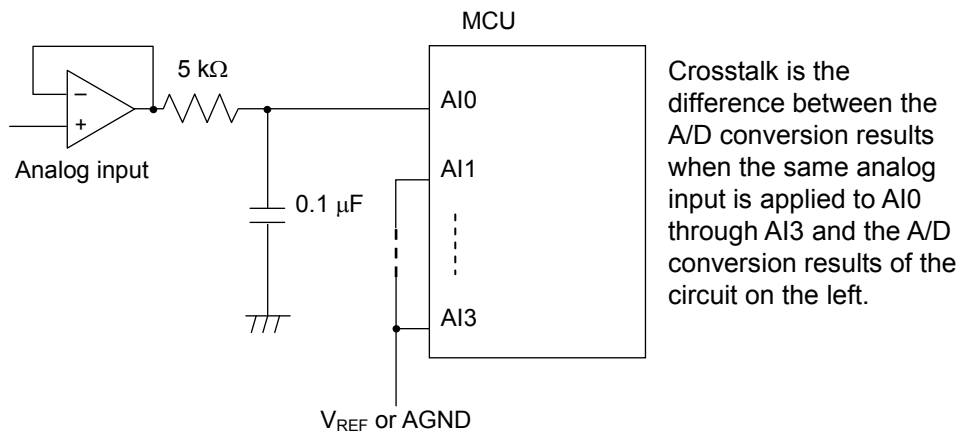 MCU
5 kΩ
−
+
Analog input
0.1 μF
AI0
AI1
AI3
VREF or AGND
Crosstalk is the
difference between the
A/D conversion results
when the same analog
input is applied to AI0
through AI3 and the A/D
conversion results of the
circuit on the left.